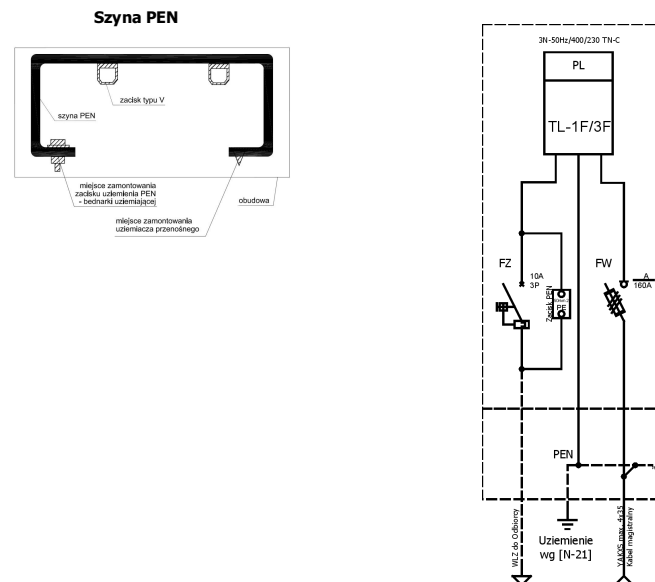 Szyna PEN
zacisk typu V
szyna PEN
miejsce zamontowania
zacisku uziemienia PEN
- bednarki uziemiającej
obudowa
miejsce zamontowania
uziemiacza przenośnego
3N-50Hz/400/230 TN-C
PL
TL-1F/3F
FZ
10A
3P
Zacisk PEN
PE
FW
A
160A
PEN
WLZ do Odbiorcy
Uziemienie
wg [N-21]
YAKXS max. 4x35
Kabel magistralny